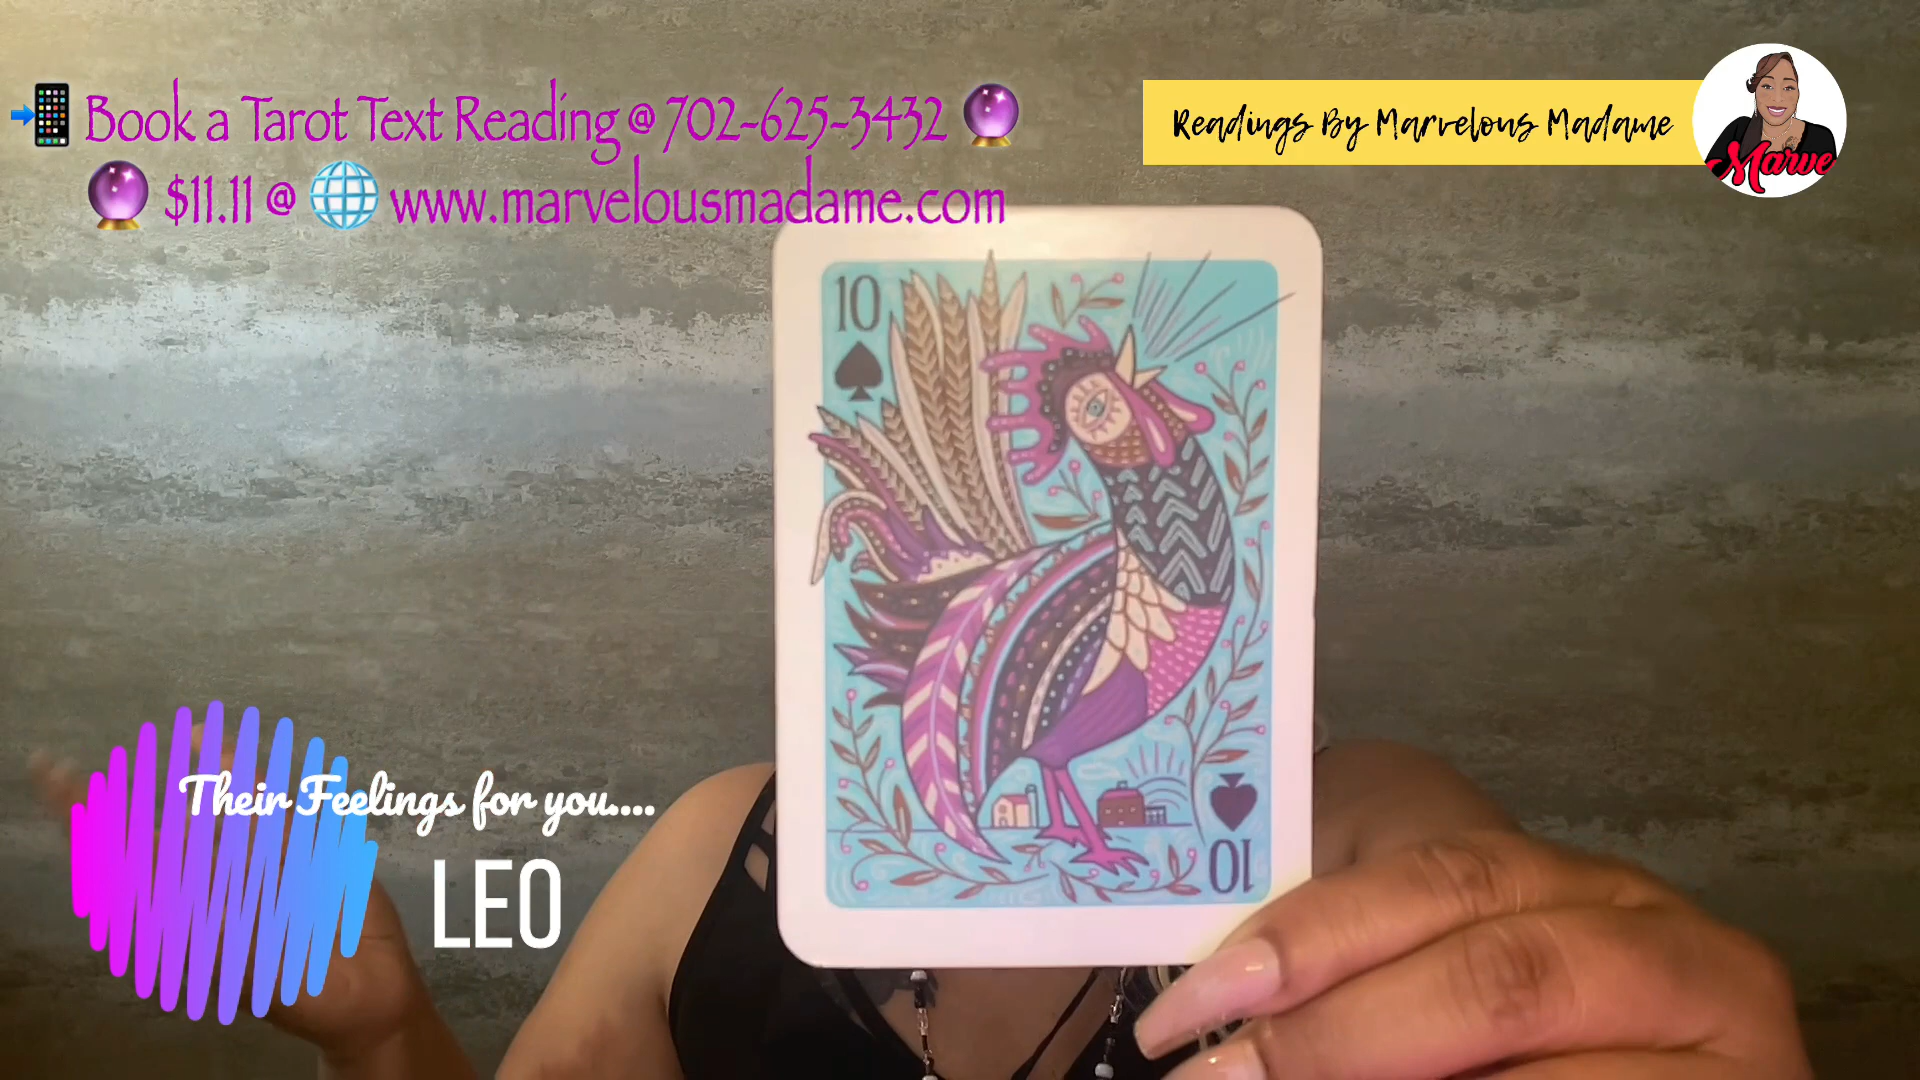 Book a Tarot Text Reading @ 702-625-3432
$11.11 @ www.marvelousmadame.com
Readings By Marvelous Madame
Marve
10
Their Feelings for you....
LEO
10